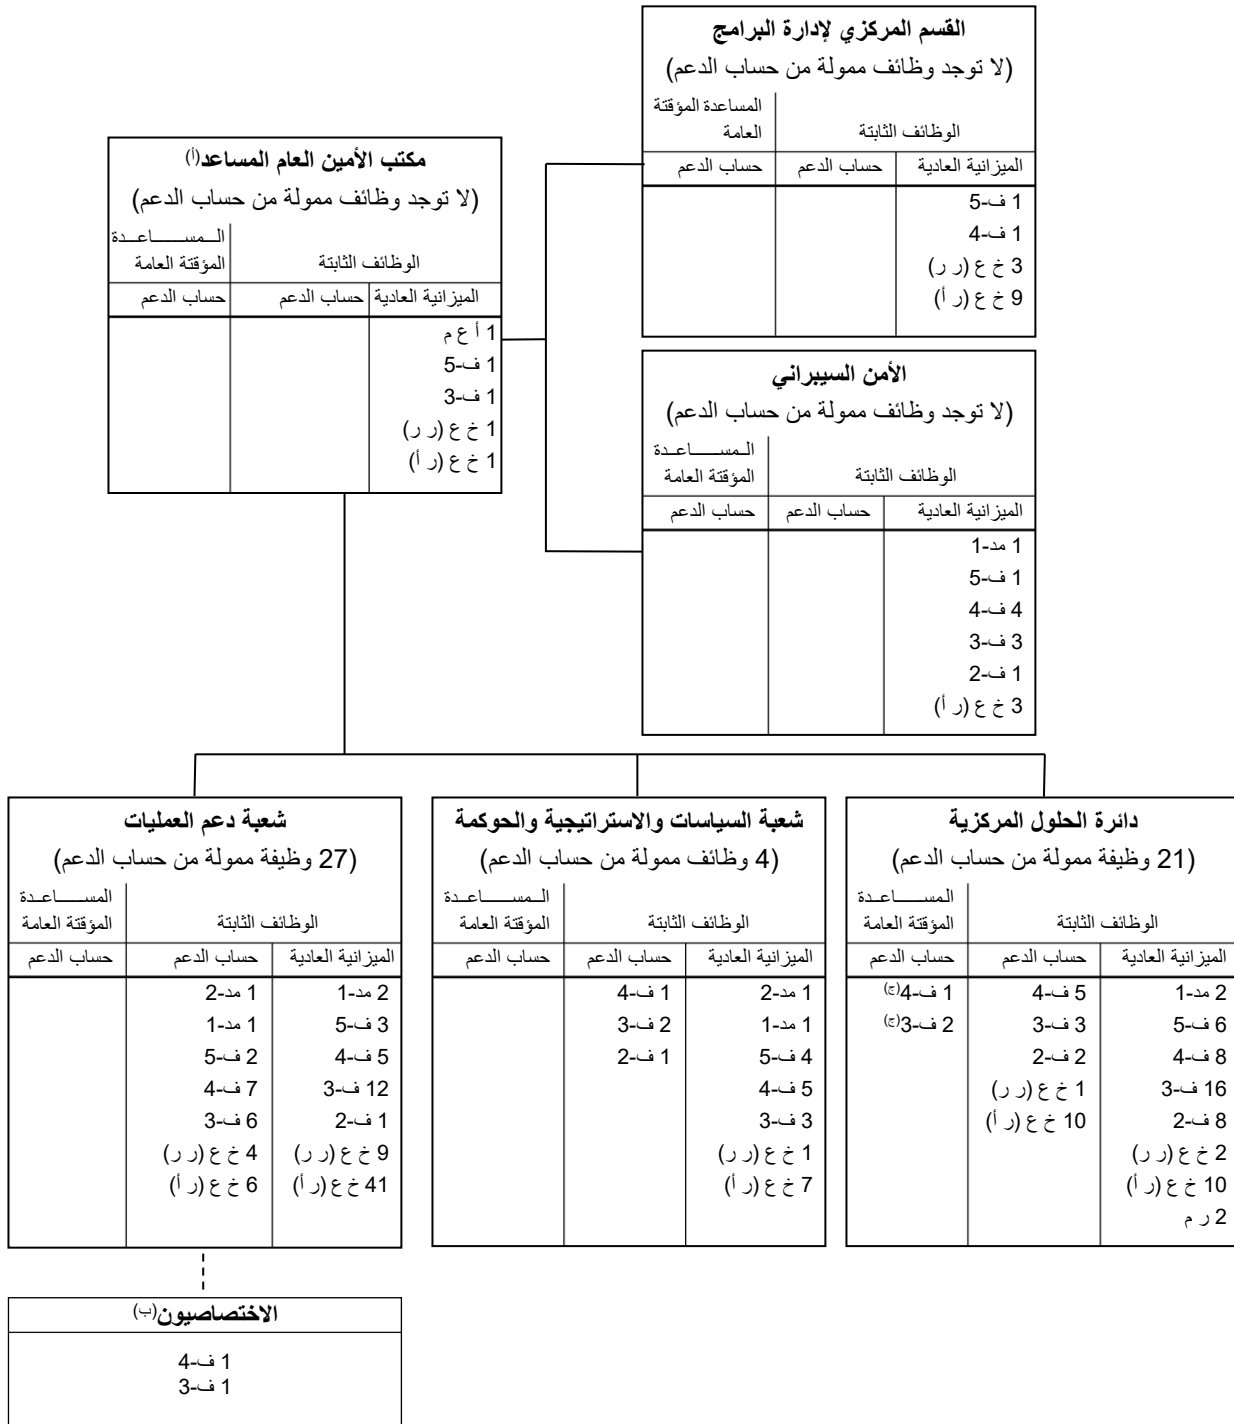 القسم المركزي لإدارة البرامج
(لا توجد وظائف ممولة من حساب الدعم)
الوظائف الثابتة المساعدة المؤقتة العامة
الميزانية العادية حساب الدعم حساب الدعم
1 ف-5
1 ف-4
3 خ ع (ر ر)
9 خ ع (ر أ)
مكتب الأمين العام المساعد(أ)
(لا توجد وظائف ممولة من حساب الدعم)
الوظائف الثابتة المساعدة المؤقتة العامة
الميزانية العادية حساب الدعم حساب الدعم
1 أ ع م
1 ف-5
1 ف-3
1 خ ع (ر ر)
1 خ ع (ر أ)
الأمن السيبراني
(لا توجد وظائف ممولة من حساب الدعم)
الوظائف الثابتة المساعدة المؤقتة العامة
الميزانية العادية حساب الدعم حساب الدعم
1 مد-1
1 ف-5
4 ف-4
3 ف-3
1 ف-2
3 خ ع (ر أ)
دائرة الحلول المركزية
(21 وظيفة ممولة من حساب الدعم)
الوظائف الثابتة المساعدة المؤقتة العامة
الميزانية العادية حساب الدعم حساب الدعم
2 مد-1 5 ف-4 1 ف-4(ج)
6 ف-5 3 ف-3 2 ف-3(ج)
8 ف-4 2 ف-2
16 ف-3 1 خ ع (ر ر)
8 ف-2 10 خ ع (ر أ)
2 خ ع (ر ر)
10 خ ع (ر أ)
2 ر م
شعبة السياسات والاستراتيجية والحوكمة
(4 وظائف ممولة من حساب الدعم)
الوظائف الثابتة المساعدة المؤقتة العامة
الميزانية العادية حساب الدعم حساب الدعم
1 مد-2 1 ف-4
1 مد-1 2 ف-3
4 ف-5 1 ف-2
5 ف-4
3 ف-3
1 خ ع (ر ر)
7 خ ع (ر أ)
شعبة دعم العمليات
(27 وظيفة ممولة من حساب الدعم)
الوظائف الثابتة المساعدة المؤقتة العامة
الميزانية العادية حساب الدعم حساب الدعم
2 مد-1 1 مد-2
3 ف-5 1 مد-1
5 ف-4 2 ف-5
12 ف-3 7 ف-4
1 ف-2 6 ف-3
9 خ ع (ر ر) 4 خ ع (ر ر)
41 خ ع (ر أ) 6 خ ع (ر أ)
الاختصاصيون(ب)
1 ف-4
1 ف-3